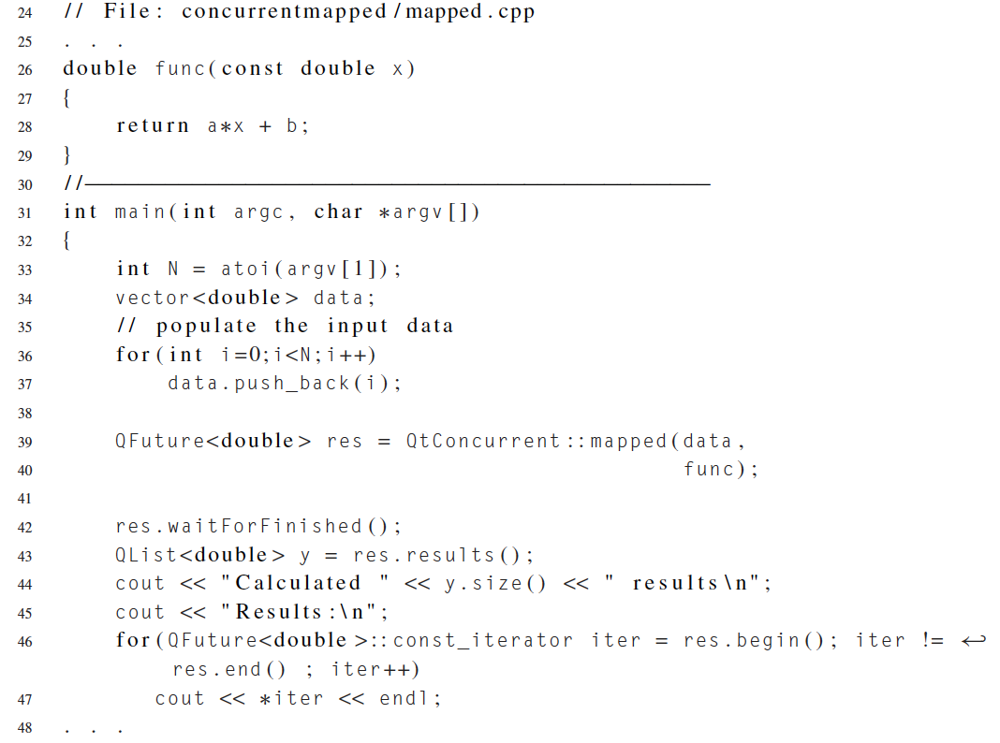 24 // File: concurrentmapped/mapped.cpp
25 . . .
26 double func(const double x)
27 {
28 return a*x + b;
29 }
30 //————————————————————————
31 int main(int argc, char *argv[])
32 {
33 int N = atoi(argv[1]);
34 vector<double> data;
35 // populate the input data
36 for(int i=0;i<N;i++)
37 data.push_back(i);
38
39 QFuture<double> res = QtConcurrent::mapped(data,
40 func);
41
42 res.waitForFinished();
43 QList<double> y = res.results();
44 cout << "Calculated " << y.size() << " results\n";
45 cout << "Results:\n";
46 for(QFuture<double>::const_iterator iter = res.begin(); iter != ↩
res.end() ; iter++)
47 cout << *iter << endl;
48 . . .